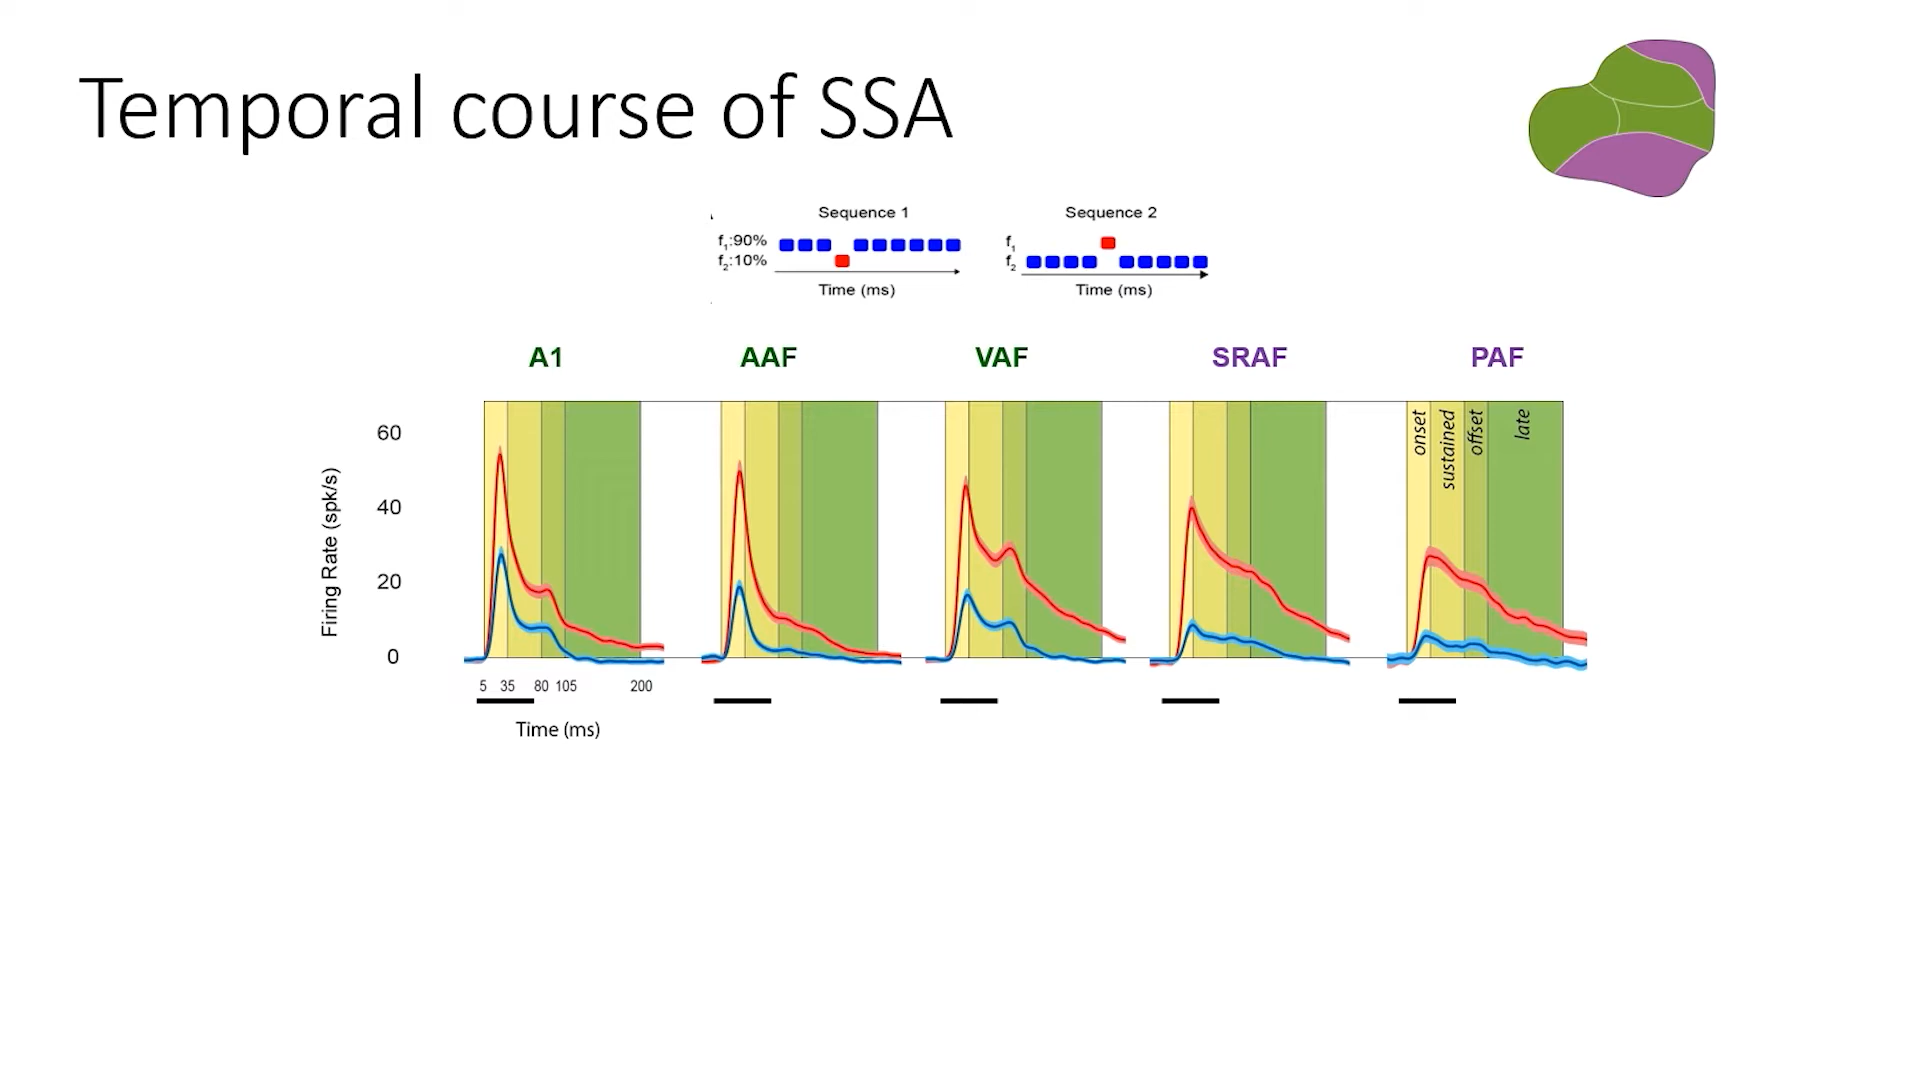 Temporal course of SSA
Sequence 1
f1:90%
f2:10%
Time (ms)
Sequence 2
f1
f2
Time (ms)
A1
AAF
VAF
SRAF
PAF
onset
sustained
offset
late
Firing Rate (spk/s)
60
40
20
0
5 35 80 105 200
Time (ms)